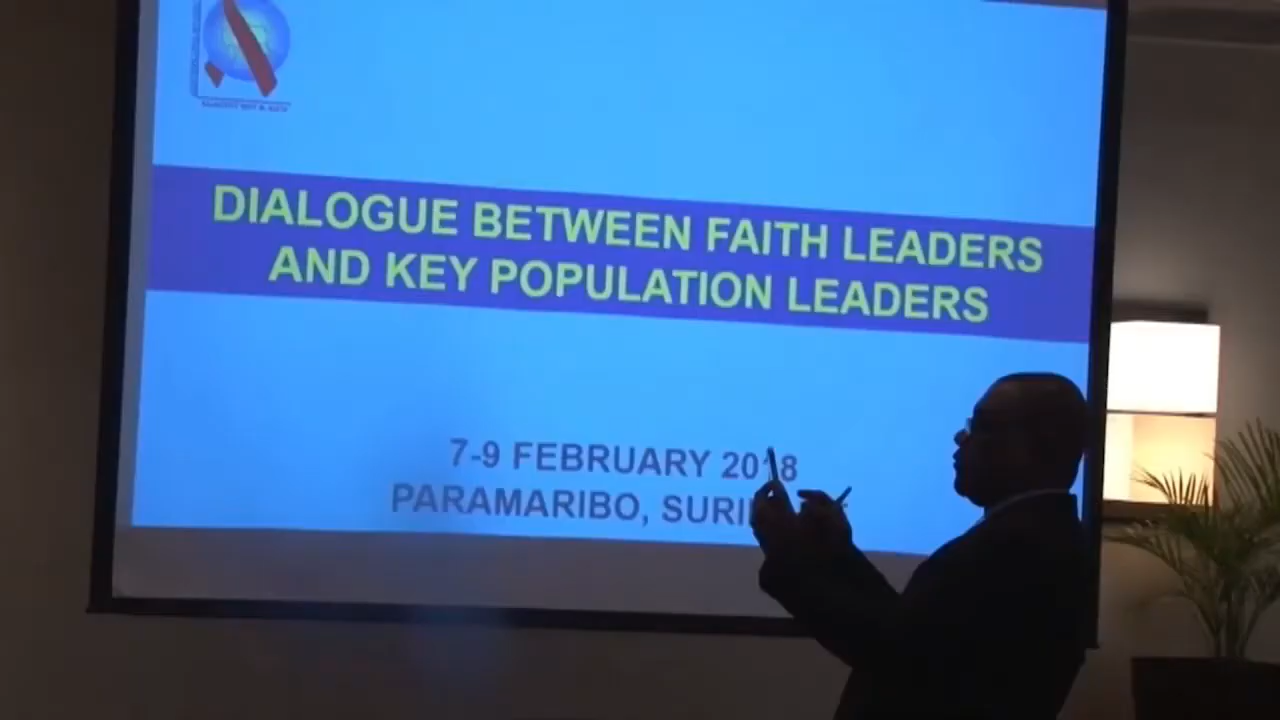 DIALOGUE BETWEEN FAITH LEADERS
AND KEY POPULATION LEADERS
7-9 FEBRUARY 2018
PARAMARIBO,